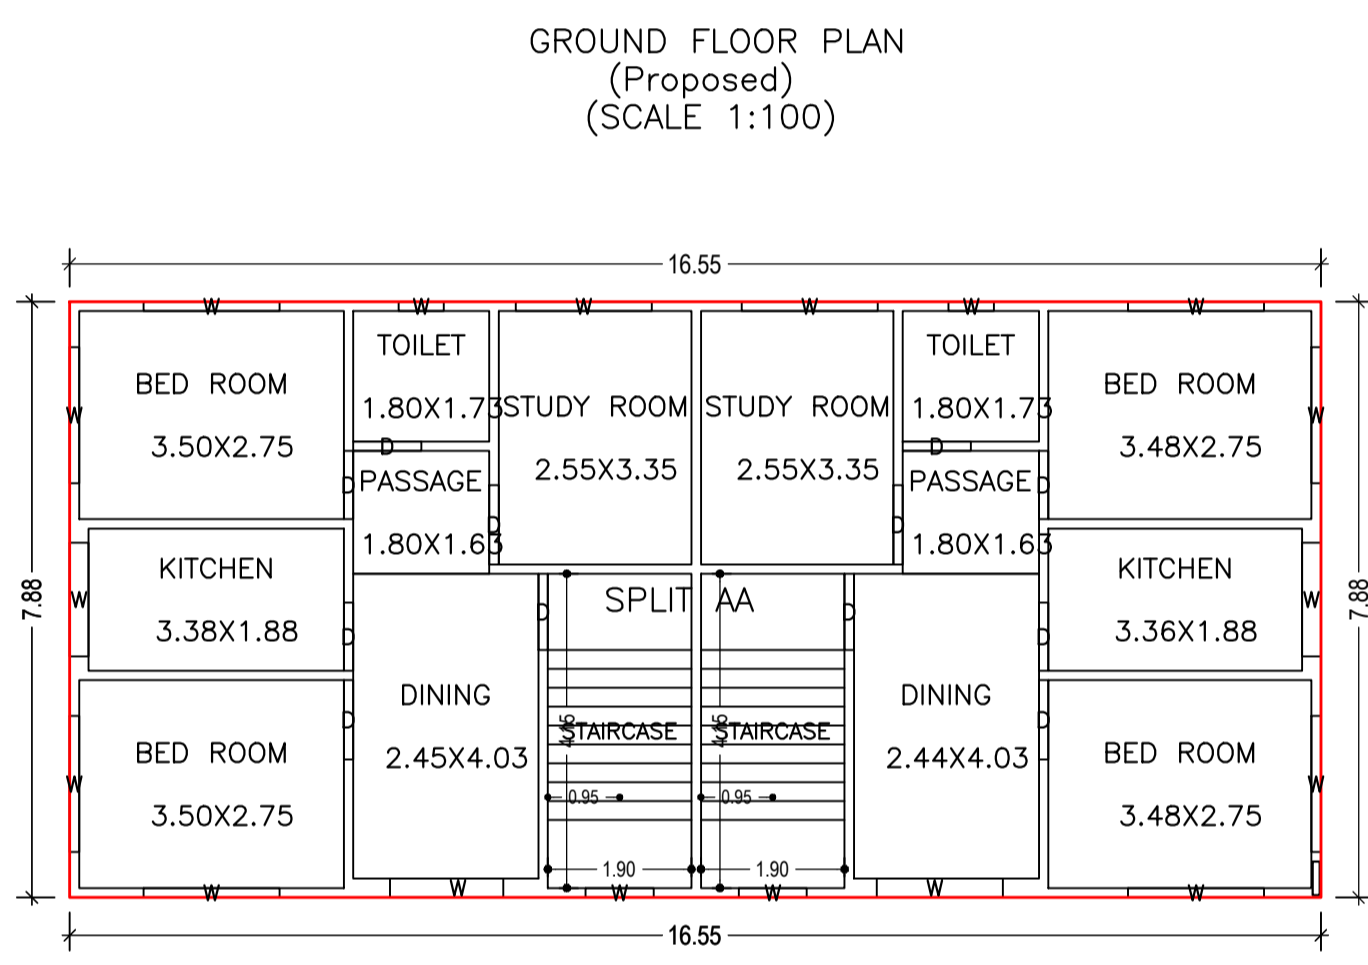 GROUND FLOOR PLAN
(Proposed)
(SCALE 1:100)
16.55
W W W W W W
TOILET TOILET
BED ROOM BED ROOM
1.80X1.73 STUDY ROOM STUDY ROOM 1.80X1.73
W W
3.50X2.75 D D 3.48X2.75
2.55X3.35 2.55X3.35
D PASSAGE PASSAGE D
D D
1.80X1.63 1.80X1.63
KITCHEN KITCHEN
7.88 W SPLIT AA W 7.88
D D
3.38X1.88 D D 3.36X1.88
DINING DINING
D D
4.15 STAIRCASE 4.15 STAIRCASE
BED ROOM BED ROOM
2.45X4.03 2.44X4.03
W W
0.95 0.95
3.50X2.75 3.48X2.75
1.90 1.90
W W W W W W
16.55